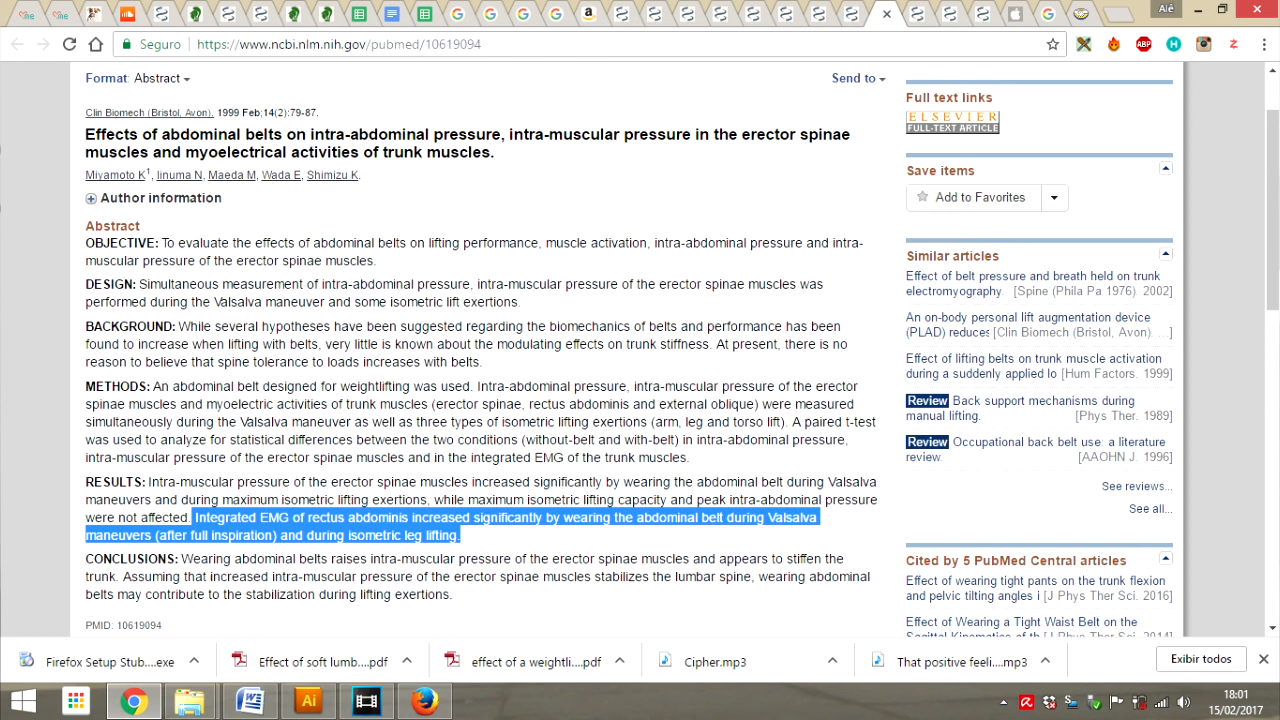 Alê
Seguro
https://www.ncbi.nlm.nih.gov/pubmed/10619094
ABP
Format: Abstract
Send to
Clin Biomech (Bristol, Avon). 1999 Feb;14(2):79-87.
Effects of abdominal belts on intra-abdominal pressure, intra-muscular pressure in the erector spinae
muscles and myoelectrical activities of trunk muscles.
Miyamoto K1, Iinuma N, Maeda M, Wada E, Shimizu K.
Author information
Abstract
OBJECTIVE: To evaluate the effects of abdominal belts on lifting performance, muscle activation, intra-abdominal pressure and intra-
muscular pressure of the erector spinae muscles.
DESIGN: Simultaneous measurement of intra-abdominal pressure, intra-muscular pressure of the erector spinae muscles was
performed during the Valsalva maneuver and some isometric lift exertions.
BACKGROUND: While several hypotheses have been suggested regarding the biomechanics of belts and performance has been
found to increase when lifting with belts, very little is known about the modulating effects on trunk stiffness. At present, there is no
reason to believe that spine tolerance to loads increases with belts.
METHODS: An abdominal belt designed for weightlifting was used. Intra-abdominal pressure, intra-muscular pressure of the erector
spinae muscles and myoelectric activities of trunk muscles (erector spinae, rectus abdominis and external oblique) were measured
simultaneously during the Valsalva maneuver as well as three types of isometric lifting exertions (arm, leg and torso lift). A paired t-test
was used to analyze for statistical differences between the two conditions (without-belt and with-belt) in intra-abdominal pressure,
intra-muscular pressure of the erector spinae muscles and in the integrated EMG of the trunk muscles.
RESULTS: Intra-muscular pressure of the erector spinae muscles increased significantly by wearing the abdominal belt during Valsalva
maneuvers and during maximum isometric lifting exertions, while maximum isometric lifting capacity and peak intra-abdominal pressure
were not affected. Integrated EMG of rectus abdominis increased significantly by wearing the abdominal belt during Valsalva
maneuvers (after full inspiration) and during isometric leg lifting.
CONCLUSIONS: Wearing abdominal belts raises intra-muscular pressure of the erector spinae muscles and appears to stiffen the
trunk. Assuming that increased intra-muscular pressure of the erector spinae muscles stabilizes the lumbar spine, wearing abdominal
belts may contribute to the stabilization during lifting exertions.
PMID: 10619094
Full text links
ELSEVIER
FULL-TEXT ARTICLE
Save items
Add to Favorites
Similar articles
Effect of belt pressure and breath held on trunk
electromyography. [Spine (Phila Pa 1976). 2002]
An on-body personal lift augmentation device
(PLAD) reduces [Clin Biomech (Bristol, Avon). ...]
Effect of lifting belts on trunk muscle activation
during a suddenly applied lo [Hum Factors. 1999]
Review Back support mechanisms during
manual lifting. [Phys Ther. 1989]
Review Occupational back belt use: a literature
review. [AAOHN J. 1996]
See reviews...
See all...
Cited by 5 PubMed Central articles
Effect of wearing tight pants on the trunk flexion
and pelvic tilting angles i [J Phys Ther Sci. 2016]
Effect of Wearing a Tight Waist Belt on the
Sagittal Kinematics of th [J Phys Ther Sci. 2014]
Firefox Setup Stub....exe
Effect of soft lumb....pdf
effect of a weightli....pdf
Cipher.mp3
That positive feeli....mp3
Exibir todos
Ai
18:01
15/02/2017